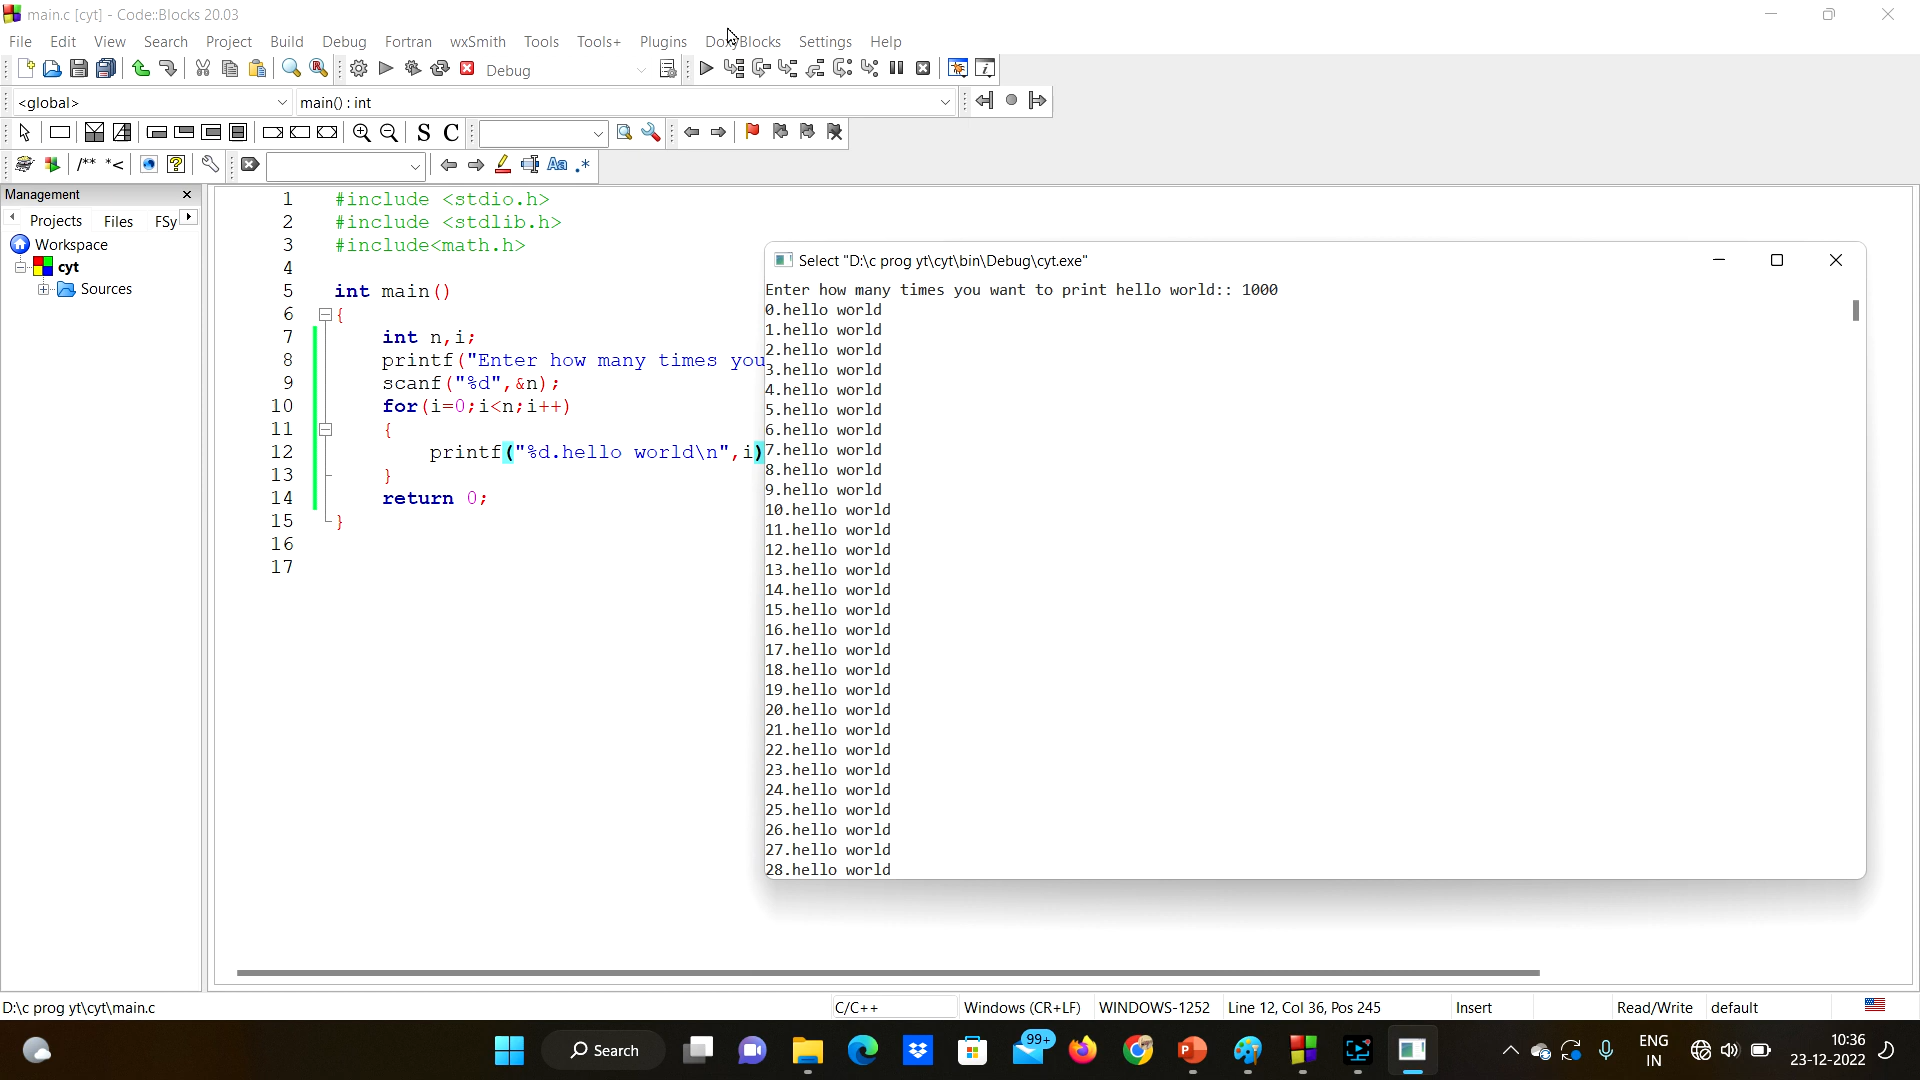 main.c [cyt] - Code::Blocks 20.03
File Edit View Search Project Build Debug Fortran wxSmith Tools Tools+ Plugins DoxyBlocks Settings Help
Debug
<global> main() : int
S C
/** *< Aa .*
Management
Projects Files FSy
Workspace
cyt
Sources
1 #include <stdio.h>
2 #include <stdlib.h>
3 #include<math.h>
4
5 int main()
6 {
7 int n,i;
8 printf("Enter how many times you
9 scanf("%d",&n);
10 for(i=0;i<n;i++)
11 {
12 printf("%d.hello world\n",i)
13 }
14 return 0;
15 }
16
17
Select "D:\c prog yt\cyt\bin\Debug\cyt.exe"
Enter how many times you want to print hello world:: 1000
0.hello world
1.hello world
2.hello world
3.hello world
4.hello world
5.hello world
6.hello world
7.hello world
8.hello world
9.hello world
10.hello world
11.hello world
12.hello world
13.hello world
14.hello world
15.hello world
16.hello world
17.hello world
18.hello world
19.hello world
20.hello world
21.hello world
22.hello world
23.hello world
24.hello world
25.hello world
26.hello world
27.hello world
28.hello world
D:\c prog yt\cyt\main.c C/C++ Windows (CR+LF) WINDOWS-1252 Line 12, Col 36, Pos 245 Insert Read/Write default
Search
99+
ENG
IN
10:36
23-12-2022